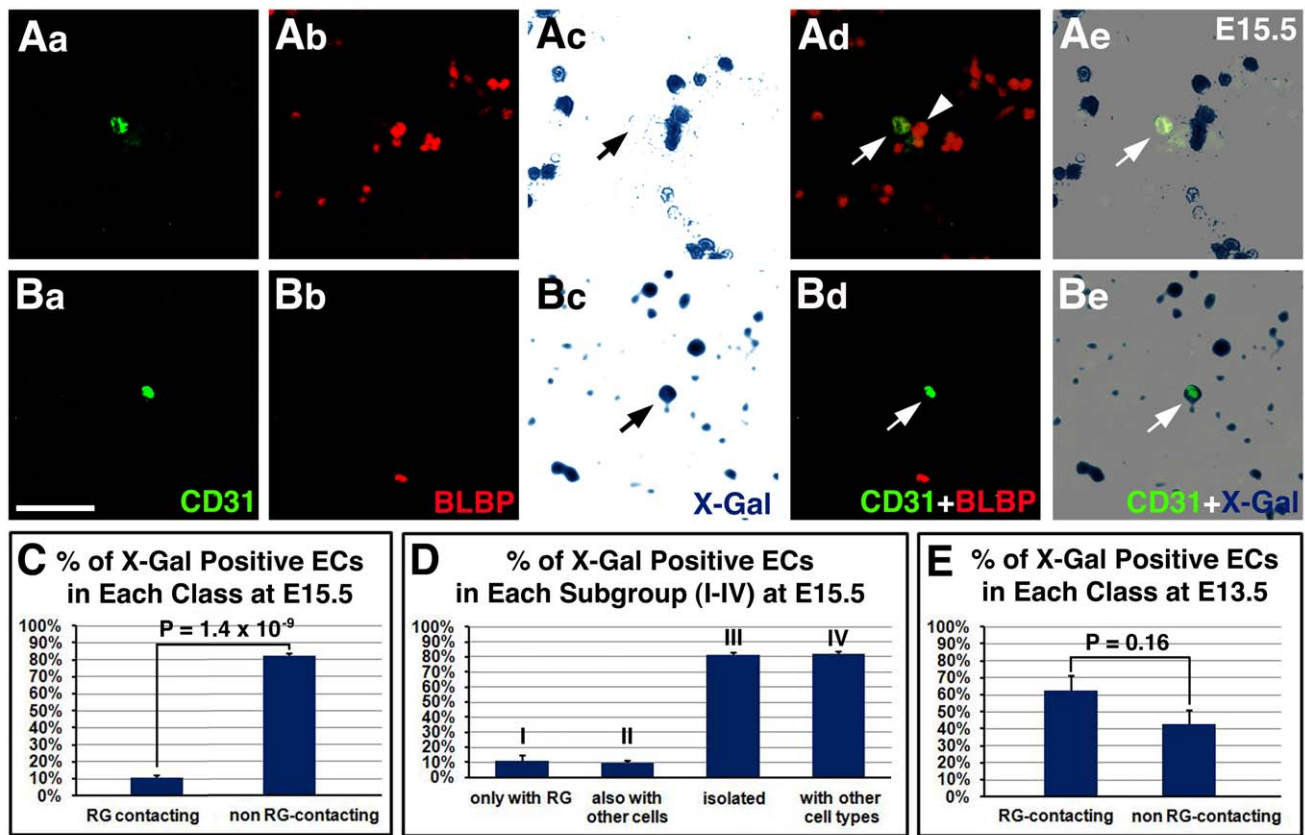 Aa
Ab
Ac
Ad
Ae
E15.5
Ba
Bb
Bc
Bd
Be
CD31
BLBP
X-Gal
CD31+BLBP
CD31+X-Gal
C
% of X-Gal Positive ECs
in Each Class at E15.5
100%
90%
80%
70%
60%
50%
40%
30%
20%
10%
0%
P = 1.4 x 10⁻⁹
RG contacting
non RG-contacting
D
% of X-Gal Positive ECs
in Each Subgroup (I-IV) at E15.5
100%
90%
80%
70%
60%
50%
40%
30%
20%
10%
0%
I
II
III
IV
only with RG
also with
other cells
isolated
with other
cell types
E
% of X-Gal Positive ECs
in Each Class at E13.5
100%
90%
80%
70%
60%
50%
40%
30%
20%
10%
0%
P = 0.16
RG-contacting
non RG-contacting